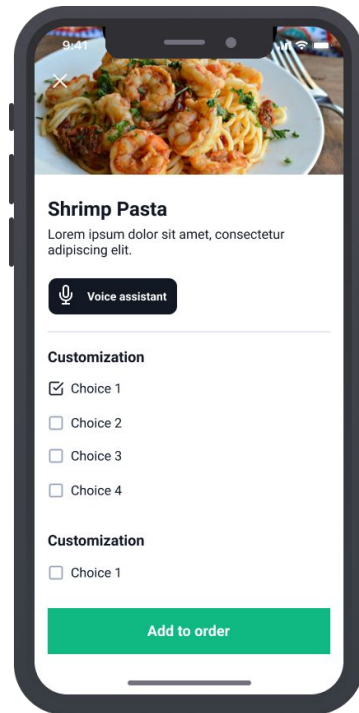 9:41
Shrimp Pasta
Lorem ipsum dolor sit amet, consectetur
adipiscing elit.
Voice assistant
Customization
Choice 1
Choice 2
Choice 3
Choice 4
Customization
Choice 1
Add to order